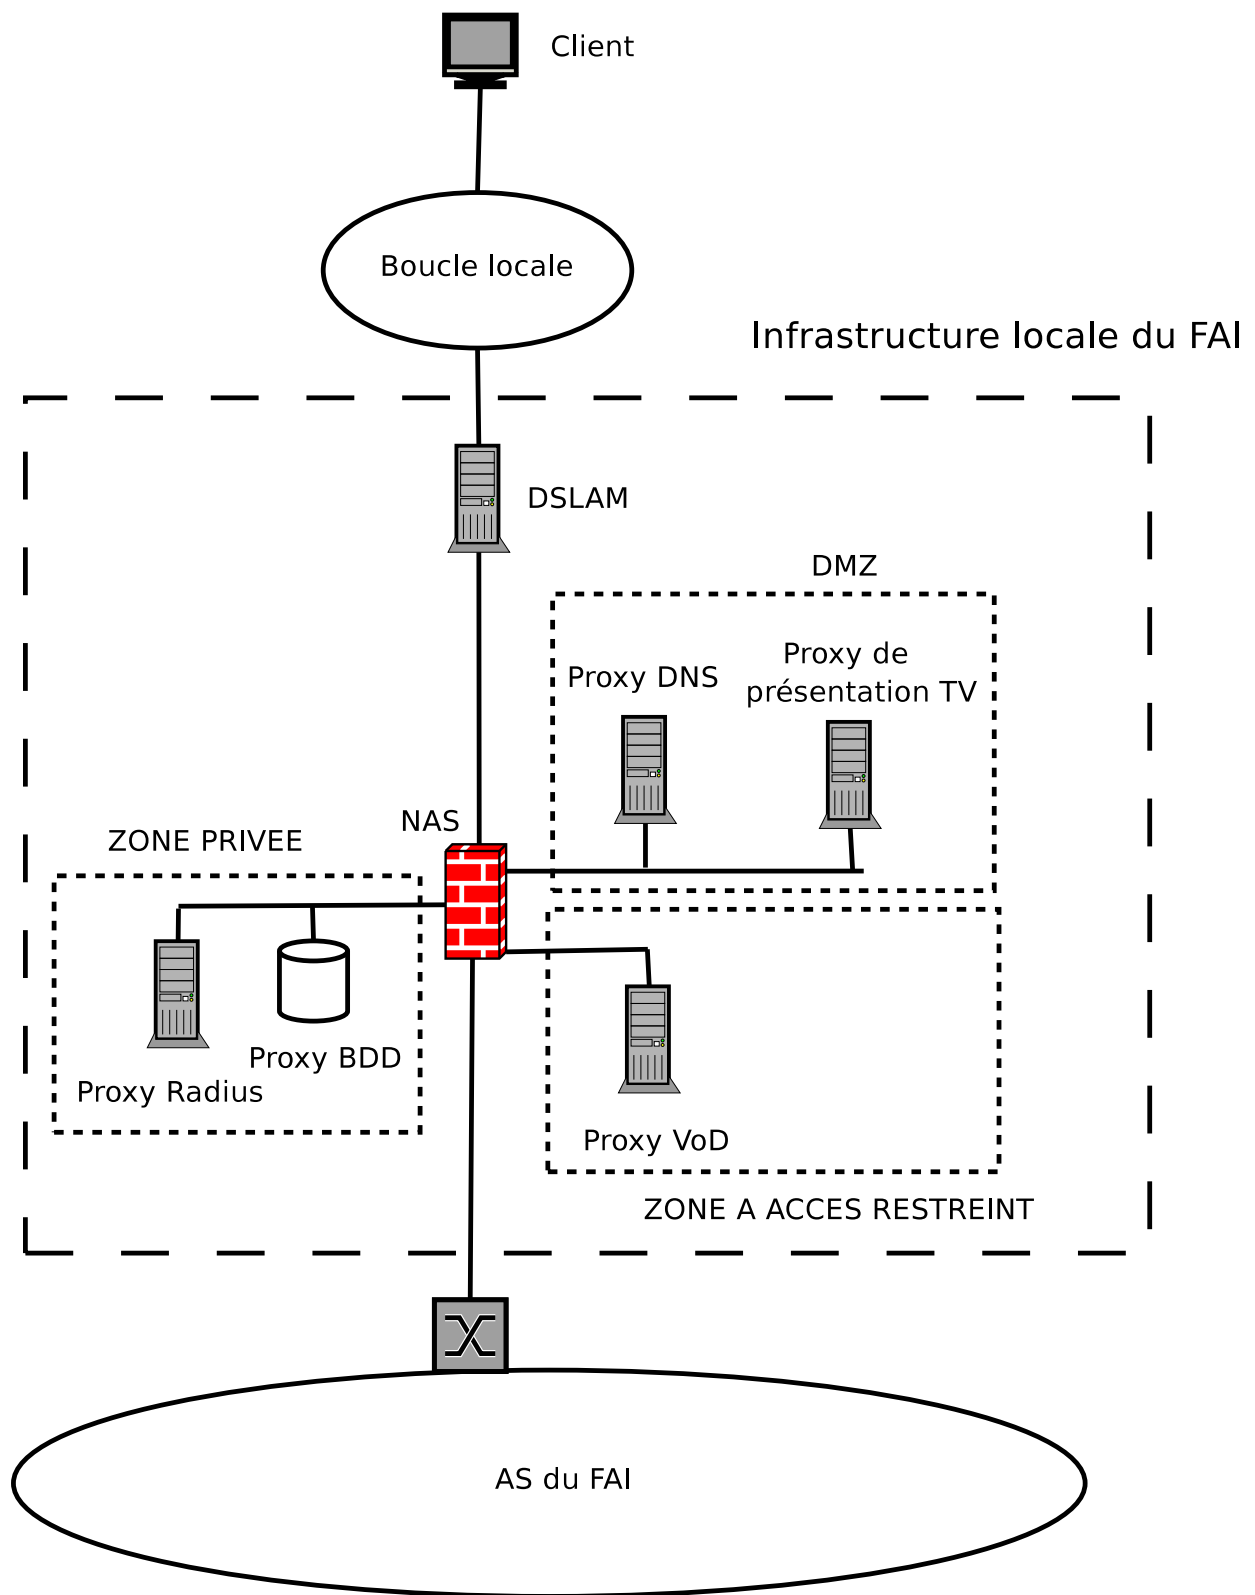 Client
Boucle locale
Infrastructure locale du FAI
DSLAM
DMZ
Proxy DNS
Proxy de
présentation TV
NAS
ZONE PRIVEE
Proxy BDD
Proxy Radius
Proxy VoD
ZONE A ACCES RESTREINT
AS du FAI